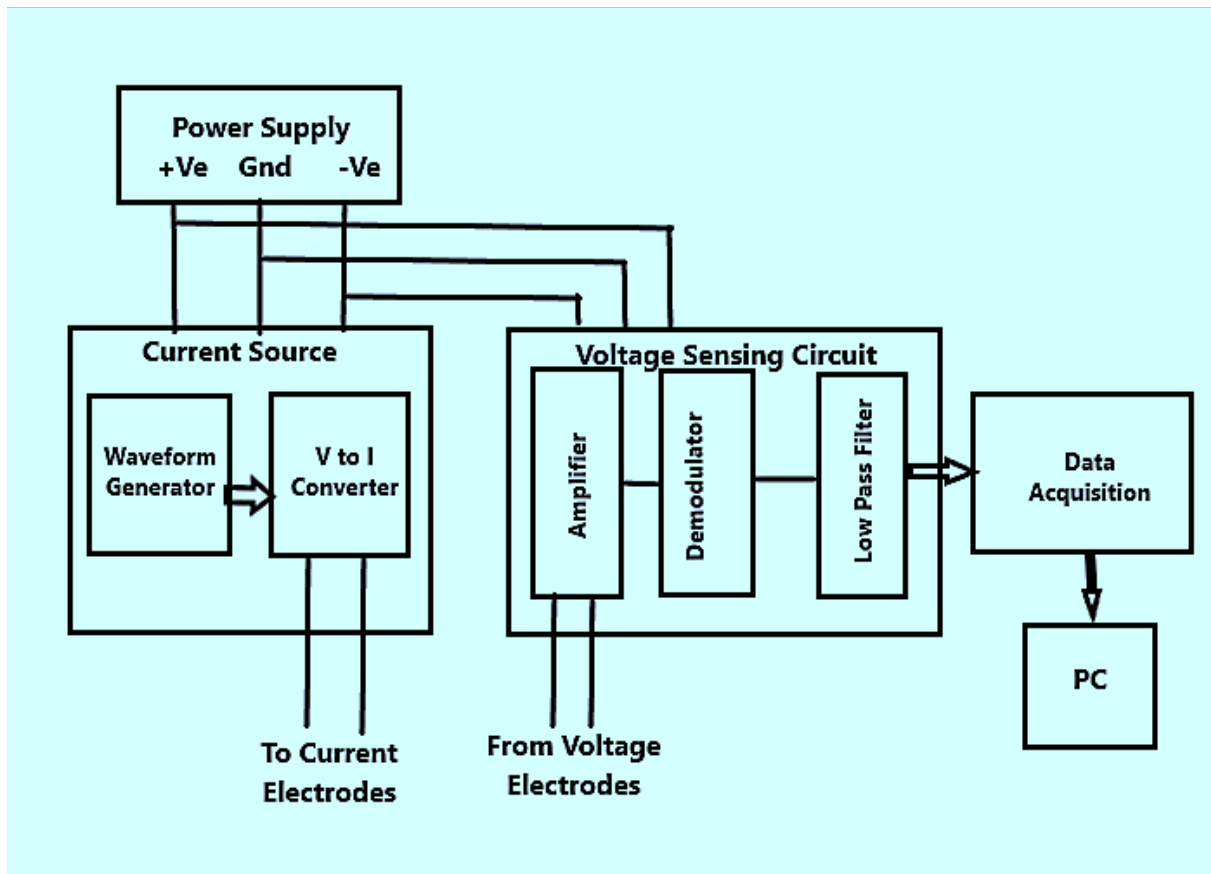 Power Supply
+Ve Gnd -Ve
Current Source
Waveform
Generator
V to I
Converter
To Current
Electrodes
Voltage Sensing Circuit
Amplifier
Demodulator
Low Pass Filter
From Voltage
Electrodes
Data
Acquisition
PC